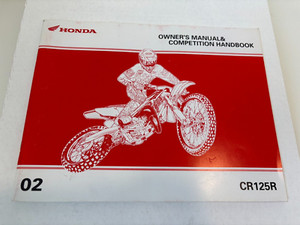 HONDA
OWNER'S MANUAL&
COMPETITION HANDBOOK
02
CR125R